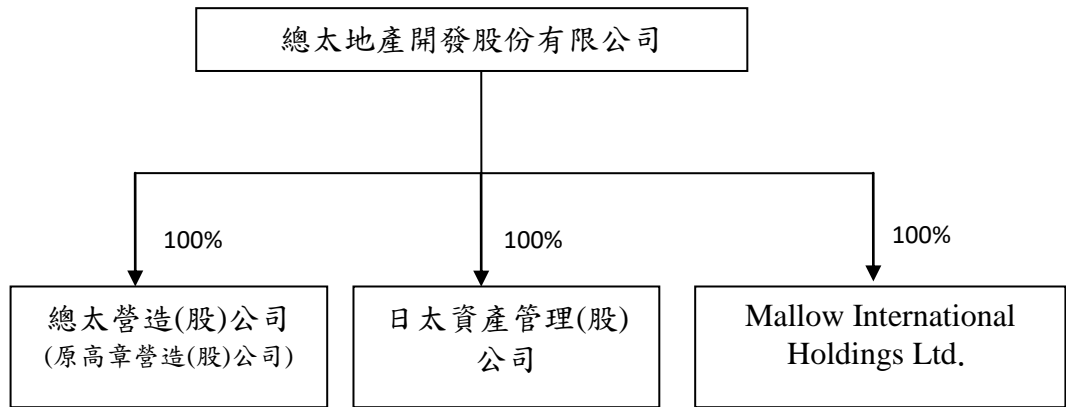 總太地產開發股份有限公司
100%
100%
100%
總太營造(股)公司
(原高章營造(股)公司)
日太資產管理(股)
公司
Mallow International
Holdings Ltd.